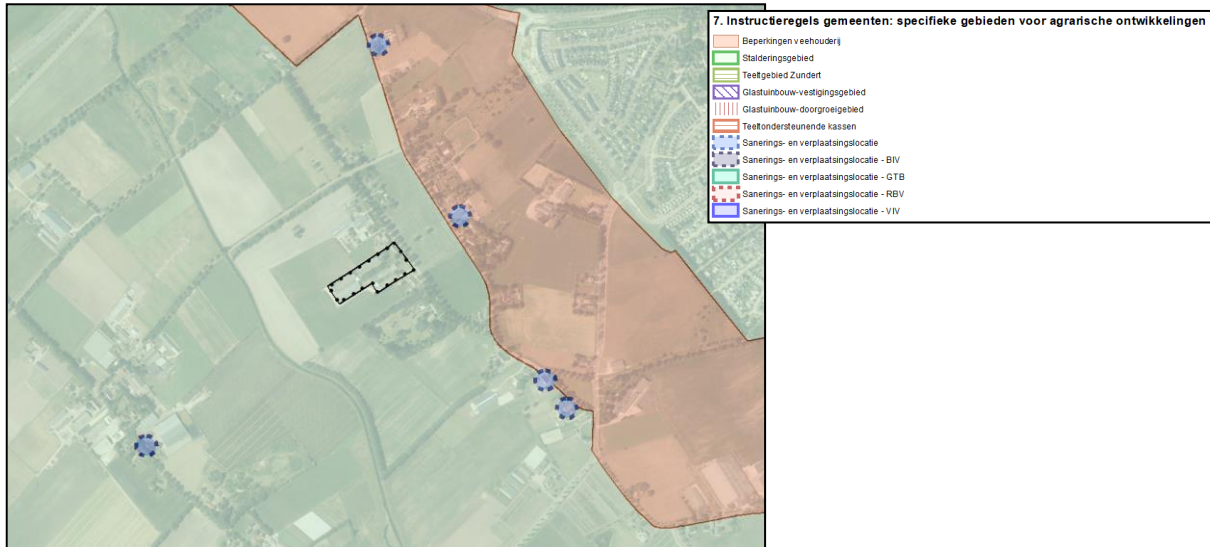 7. Instructieregels gemeenten: specifieke gebieden voor agrarische ontwikkelingen
Beperkingen veehouderij
Stalderingsgebied
Teeltgebied Zundert
Glastuinbouw-vestigingsgebied
Glastuinbouw-doorgroeigebied
Teeltondersteunende kassen
Sanerings- en verplaatsingslocatie
Sanerings- en verplaatsingslocatie - BIV
Sanerings- en verplaatsingslocatie - GTB
Sanerings- en verplaatsingslocatie - RBV
Sanerings- en verplaatsingslocatie - VIV